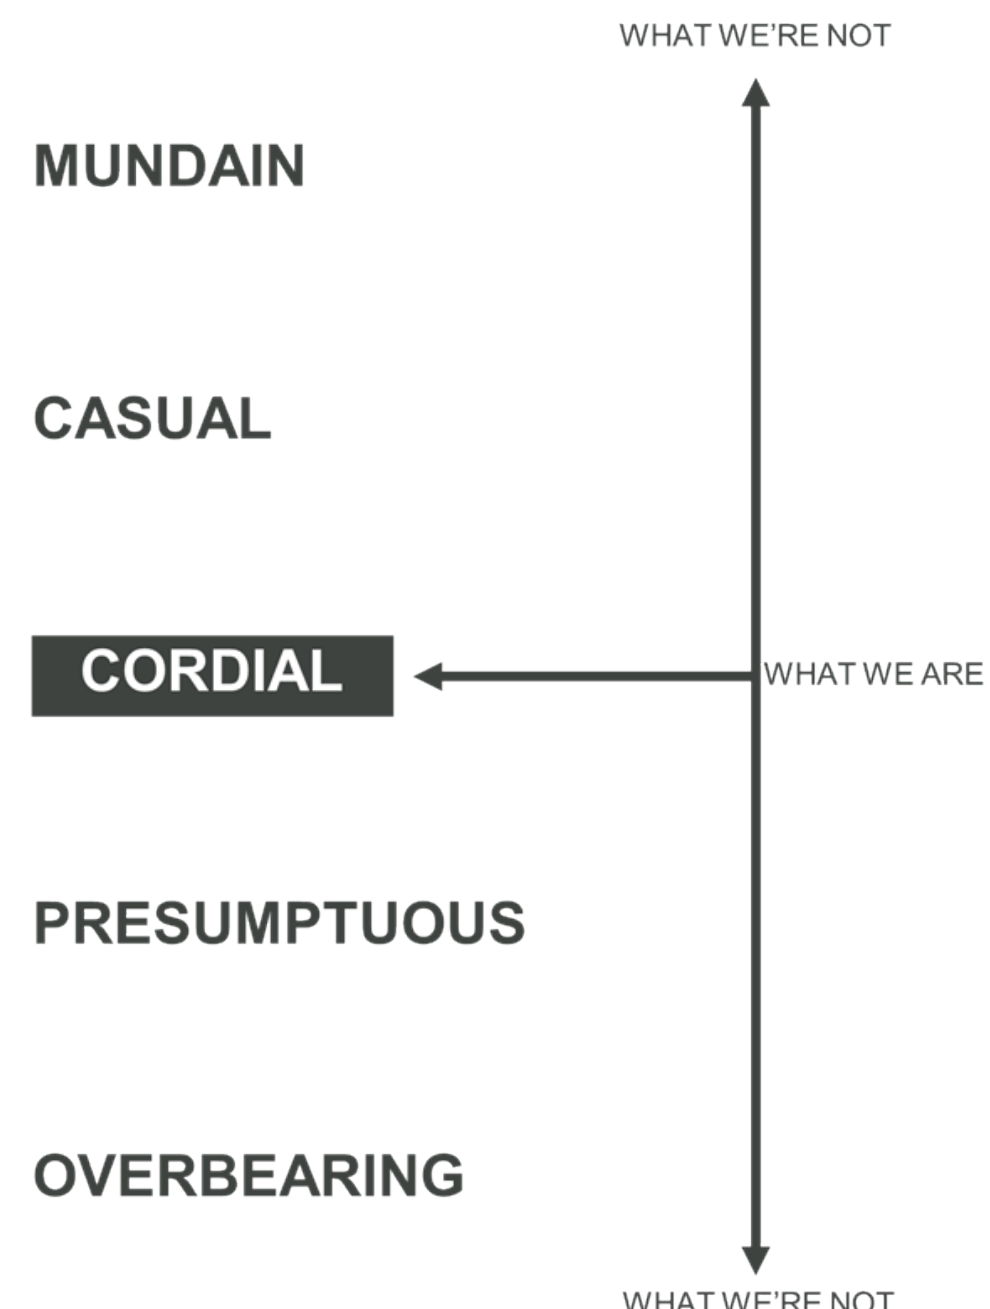 WHAT WE'RE NOT
MUNDAIN
CASUAL
CORDIAL
WHAT WE ARE
PRESUMPTUOUS
OVERBEARING
WHAT WE'RE NOT